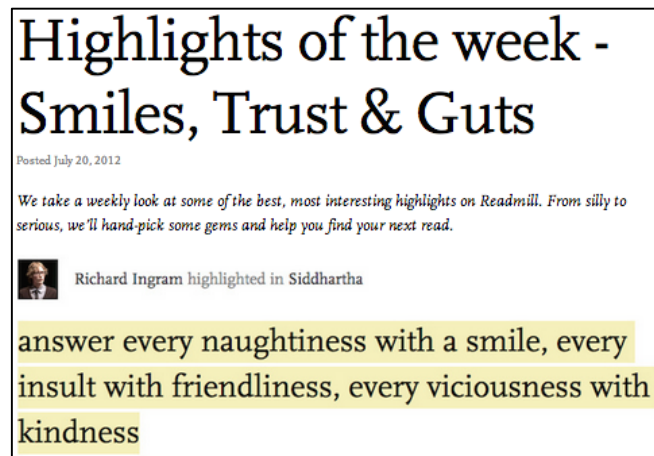 Highlights of the week -
Smiles, Trust & Guts
Posted July 20, 2012
We take a weekly look at some of the best, most interesting highlights on Readmill. From silly to
serious, we'll hand-pick some gems and help you find your next read.
Richard Ingram highlighted in Siddhartha
answer every naughtiness with a smile, every
insult with friendliness, every viciousness with
kindness